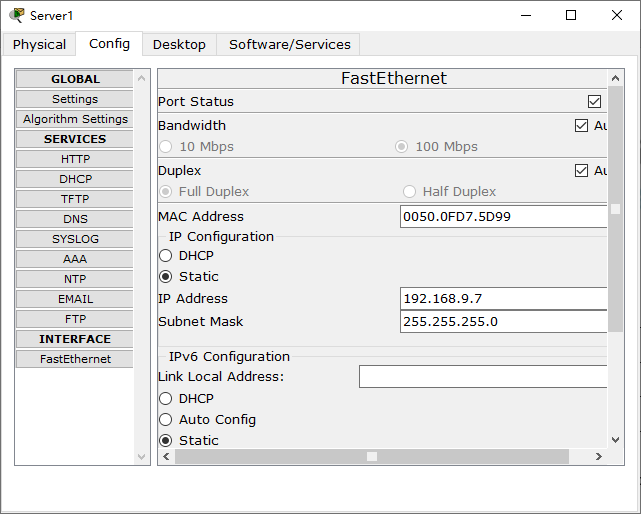 Server1
Physical Config Desktop Software/Services
GLOBAL
Settings
Algorithm Settings
SERVICES
HTTP
DHCP
TFTP
DNS
SYSLOG
AAA
NTP
EMAIL
FTP
INTERFACE
FastEthernet
FastEthernet
Port Status
Bandwidth Au
10 Mbps 100 Mbps
Duplex Au
Full Duplex Half Duplex
MAC Address 0050.0FD7.5D99
IP Configuration
DHCP
Static
IP Address 192.168.9.7
Subnet Mask 255.255.255.0
IPv6 Configuration
Link Local Address:
DHCP
Auto Config
Static